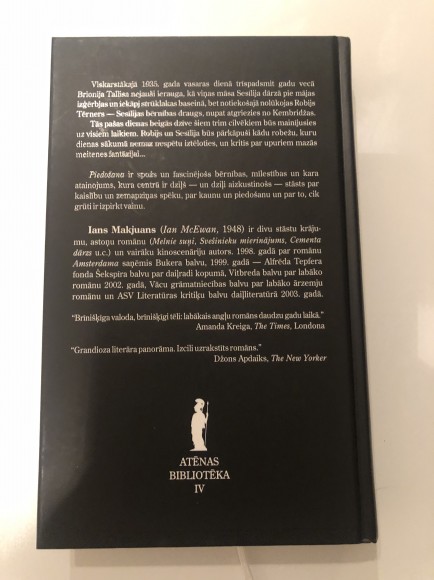 Viskarstākajā 1935. gada vasaras dienā trīspadsmit gadu vecā
Brionija Tallisa nejauši ierauga, kā viņas māsa Sesilija dārzā pie mājas
izģērbjas un iekāpj strūklakas baseinā, bet notiekošajā nolūkojas Robijs
Tērners — Sesilijas bērnības draugs, nupat atgriezies no Kembridžas.
Tās pašas dienas beigās dzīve šiem trim cilvēkiem būs mainījusies
uz visiem laikiem. Robijs un Sesilija būs pārkāpuši kādu robežu, kuru
dienas sākumā nemaz nespētu iztēloties, un kritīs par upuriem mazās
meitenes fantāzijai...
Piedošana ir spožs un fascinējošs bērnības, mīlestības un kara
atainojums, kura centrā ir dziļš — un dziļi aizkustinošs — stāsts par
kaislību un zemapziņas spēku, par kaunu un piedošanu un par to, cik
grūti ir izpirkt vainu.
Ians Makjuans (Ian McEwan, 1948) ir divu stāstu krāju-
mu, astoņu romānu (Melnie suņi, Svešinieku mierinājums, Cementa
dārzs u.c.) un vairāku kinoscenāriju autors. 1998. gadā par romānu
Amsterdama saņēmis Bukera balvu, 1999. gadā — Alfrēda Tepfera
fonda Šekspīra balvu par daiļradi kopumā, Vitbreda balvu par labāko
romānu 2002. gadā, Vācu grāmatniecības balvu par labāko ārzemju
romānu un ASV Literatūras kritiķu balvu daiļliteratūrā 2003. gadā.
“Brīnišķīga valoda, brīnišķīgi tēli: labākais angļu romāns daudzu gadu laikā.”
Amanda Kreiga, The Times, Londona
“Grandioza literāra panorāma. Izcili uzrakstīts romāns.”
Džons Apdaiks, The New Yorker
ATĒNAS
BIBLIOTĒKA
IV